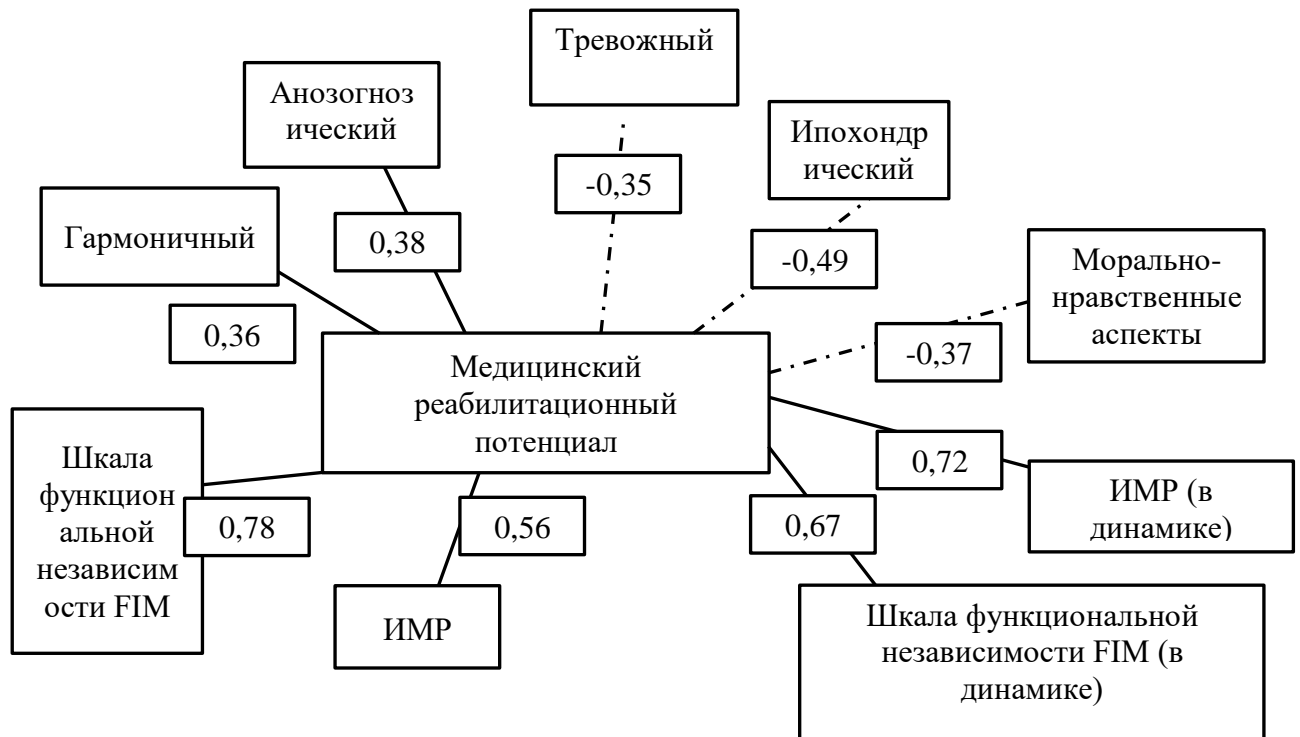 Тревожный
Анозогноз
ический
Ипохондр
ический
-0,35
Гармоничный
0,38
-0,49
Морально-
нравственные
аспекты
0,36
-0,37
Медицинский
реабилитационный
потенциал
Шкала
функцион
альной
независим
ости FIM
0,78
0,56
0,72
0,67
ИМР (в
динамике)
ИМР
Шкала функциональной
независимости FIM (в
динамике)